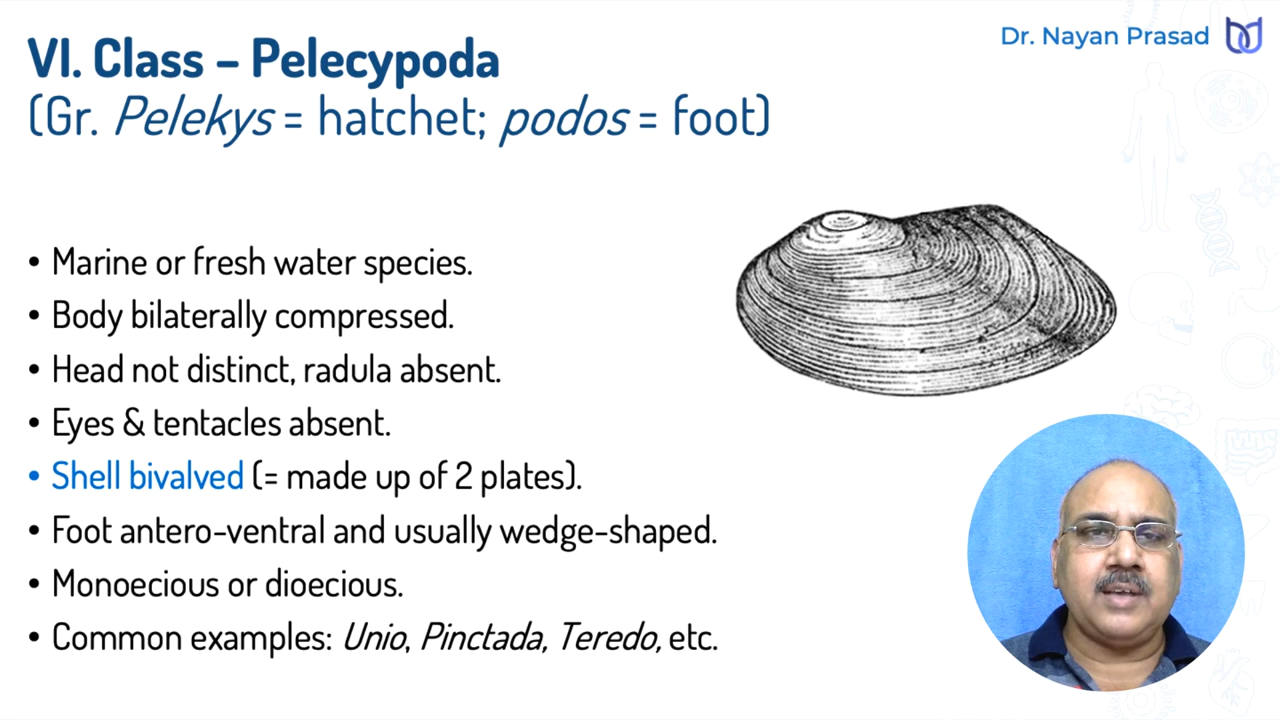 Dr. Nayan Prasad
VI. Class – Pelecypoda
(Gr. Pelekys = hatchet; podos = foot)
• Marine or fresh water species.
• Body bilaterally compressed.
• Head not distinct, radula absent.
• Eyes & tentacles absent.
• Shell bivalved (= made up of 2 plates).
• Foot antero-ventral and usually wedge-shaped.
• Monoecious or dioecious.
• Common examples: Unio, Pinctada, Teredo, etc.